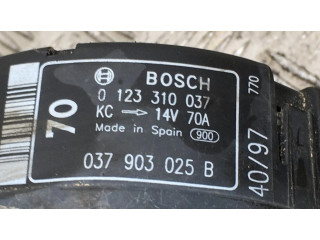 BOSCH
0 123 310 037
KC → 14V 70A
Made in Spain 900
037 903 025 B
70
40/97
770